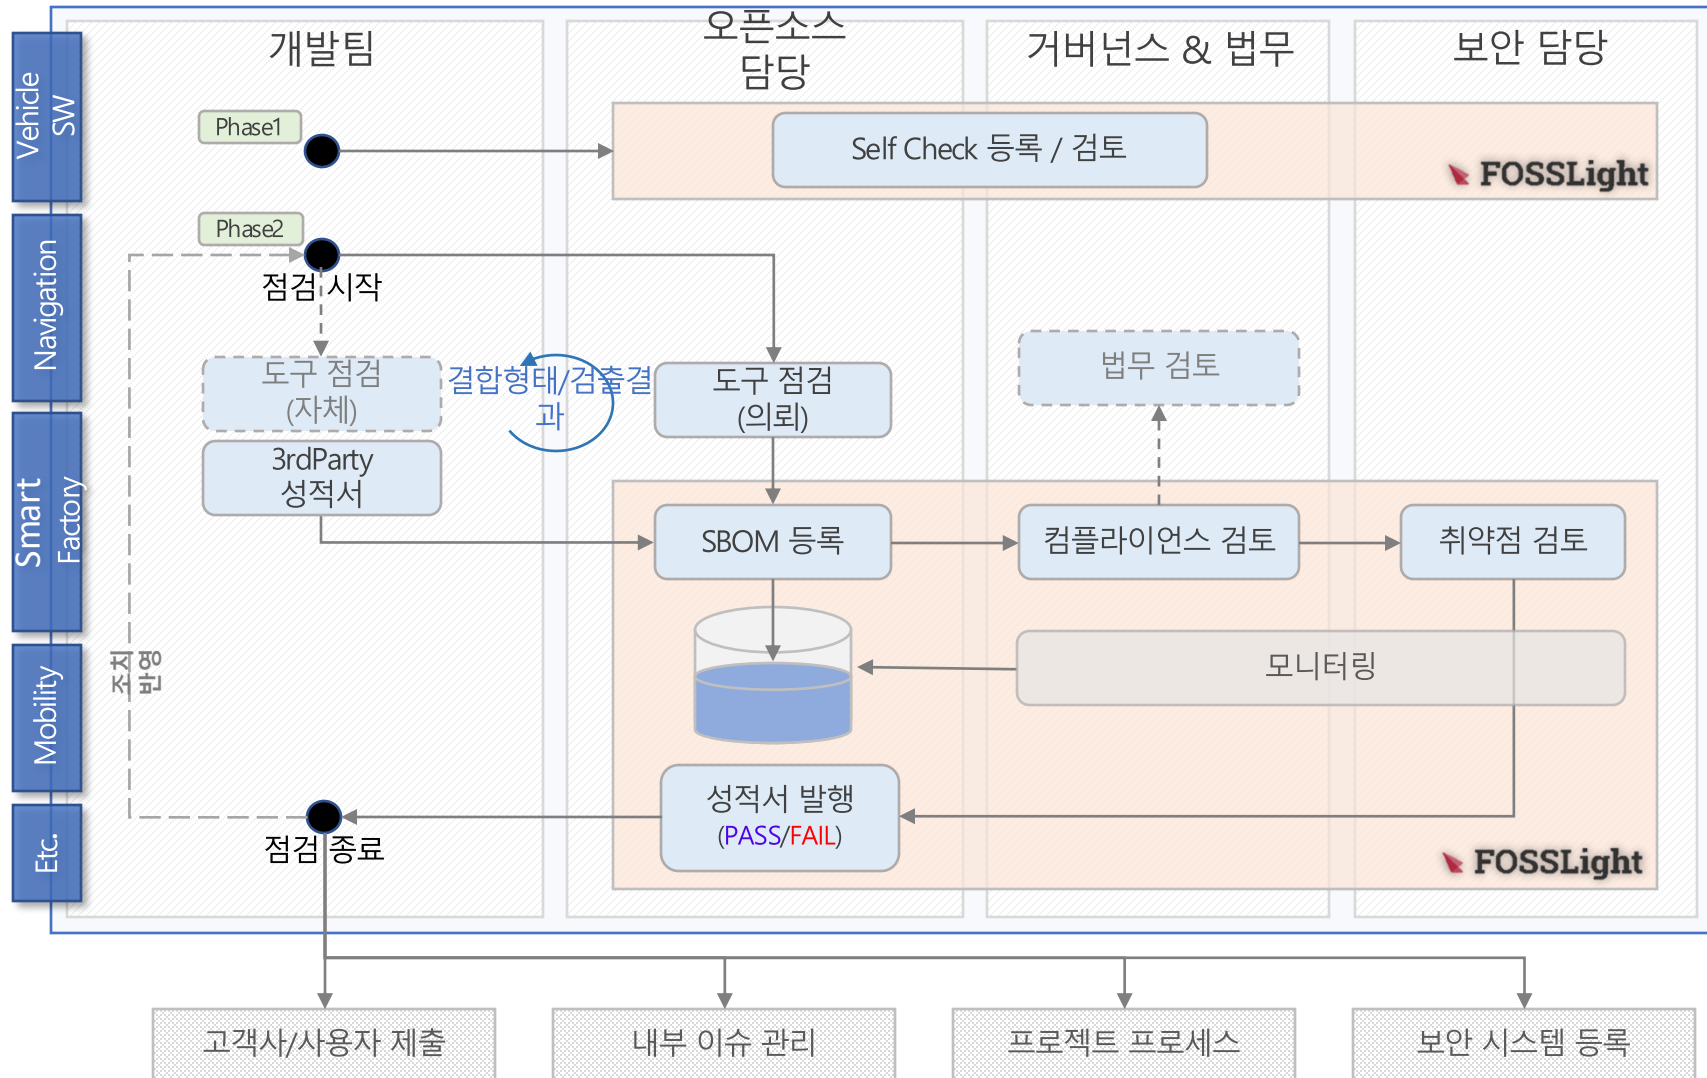 개발팀
오픈소스
담당
거버넌스 & 법무
보안 담당
Vehicle
SW
Navigation
Smart
Factory
Mobility
Etc.
Phase1
Self Check 등록 / 검토
FOSSLight
Phase2
점검 시작
도구 점검
(자체)
결합형태/검출결
과
도구 점검
(의뢰)
법무 검토
3rdParty
성적서
SBOM 등록
컴플라이언스 검토
취약점 검토
조치
반영
모니터링
성적서 발행
(PASS/FAIL)
점검 종료
FOSSLight
고객사/사용자 제출
내부 이슈 관리
프로젝트 프로세스
보안 시스템 등록